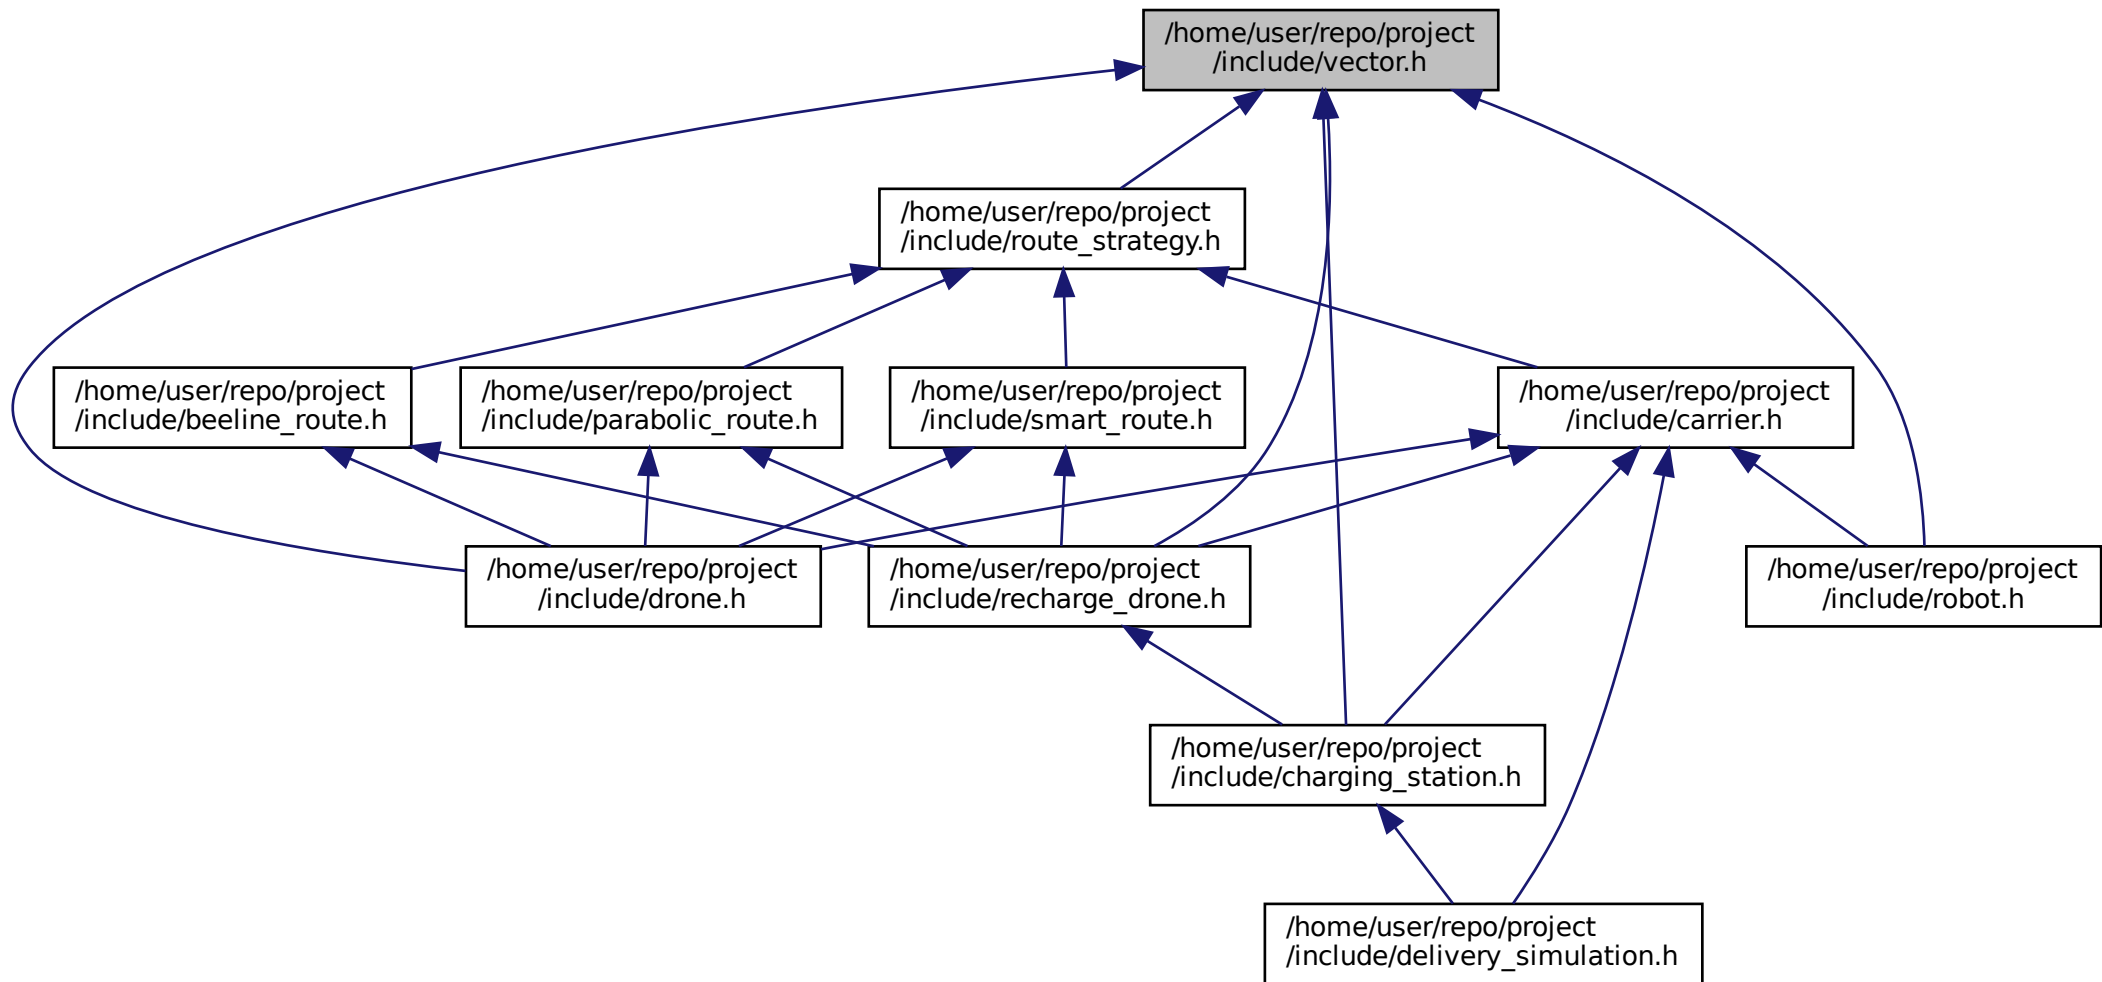 /home/user/repo/project
/include/vector.h
/home/user/repo/project
/include/route_strategy.h
/home/user/repo/project
/include/beeline_route.h
/home/user/repo/project
/include/parabolic_route.h
/home/user/repo/project
/include/smart_route.h
/home/user/repo/project
/include/carrier.h
/home/user/repo/project
/include/drone.h
/home/user/repo/project
/include/recharge_drone.h
/home/user/repo/project
/include/robot.h
/home/user/repo/project
/include/charging_station.h
/home/user/repo/project
/include/delivery_simulation.h